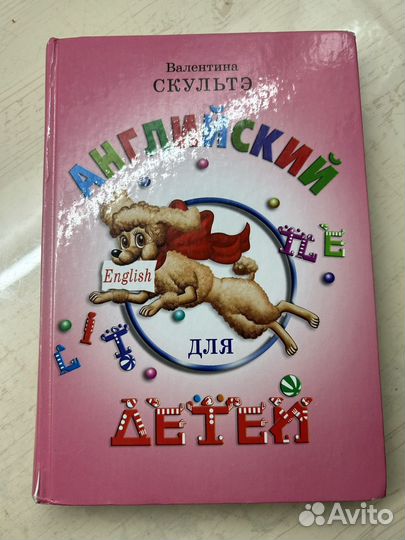 Валентина
СКУЛЬТЭ
АНГЛИЙСКИЙ
English
ДЛЯ
ДЕТЕЙ
Avito